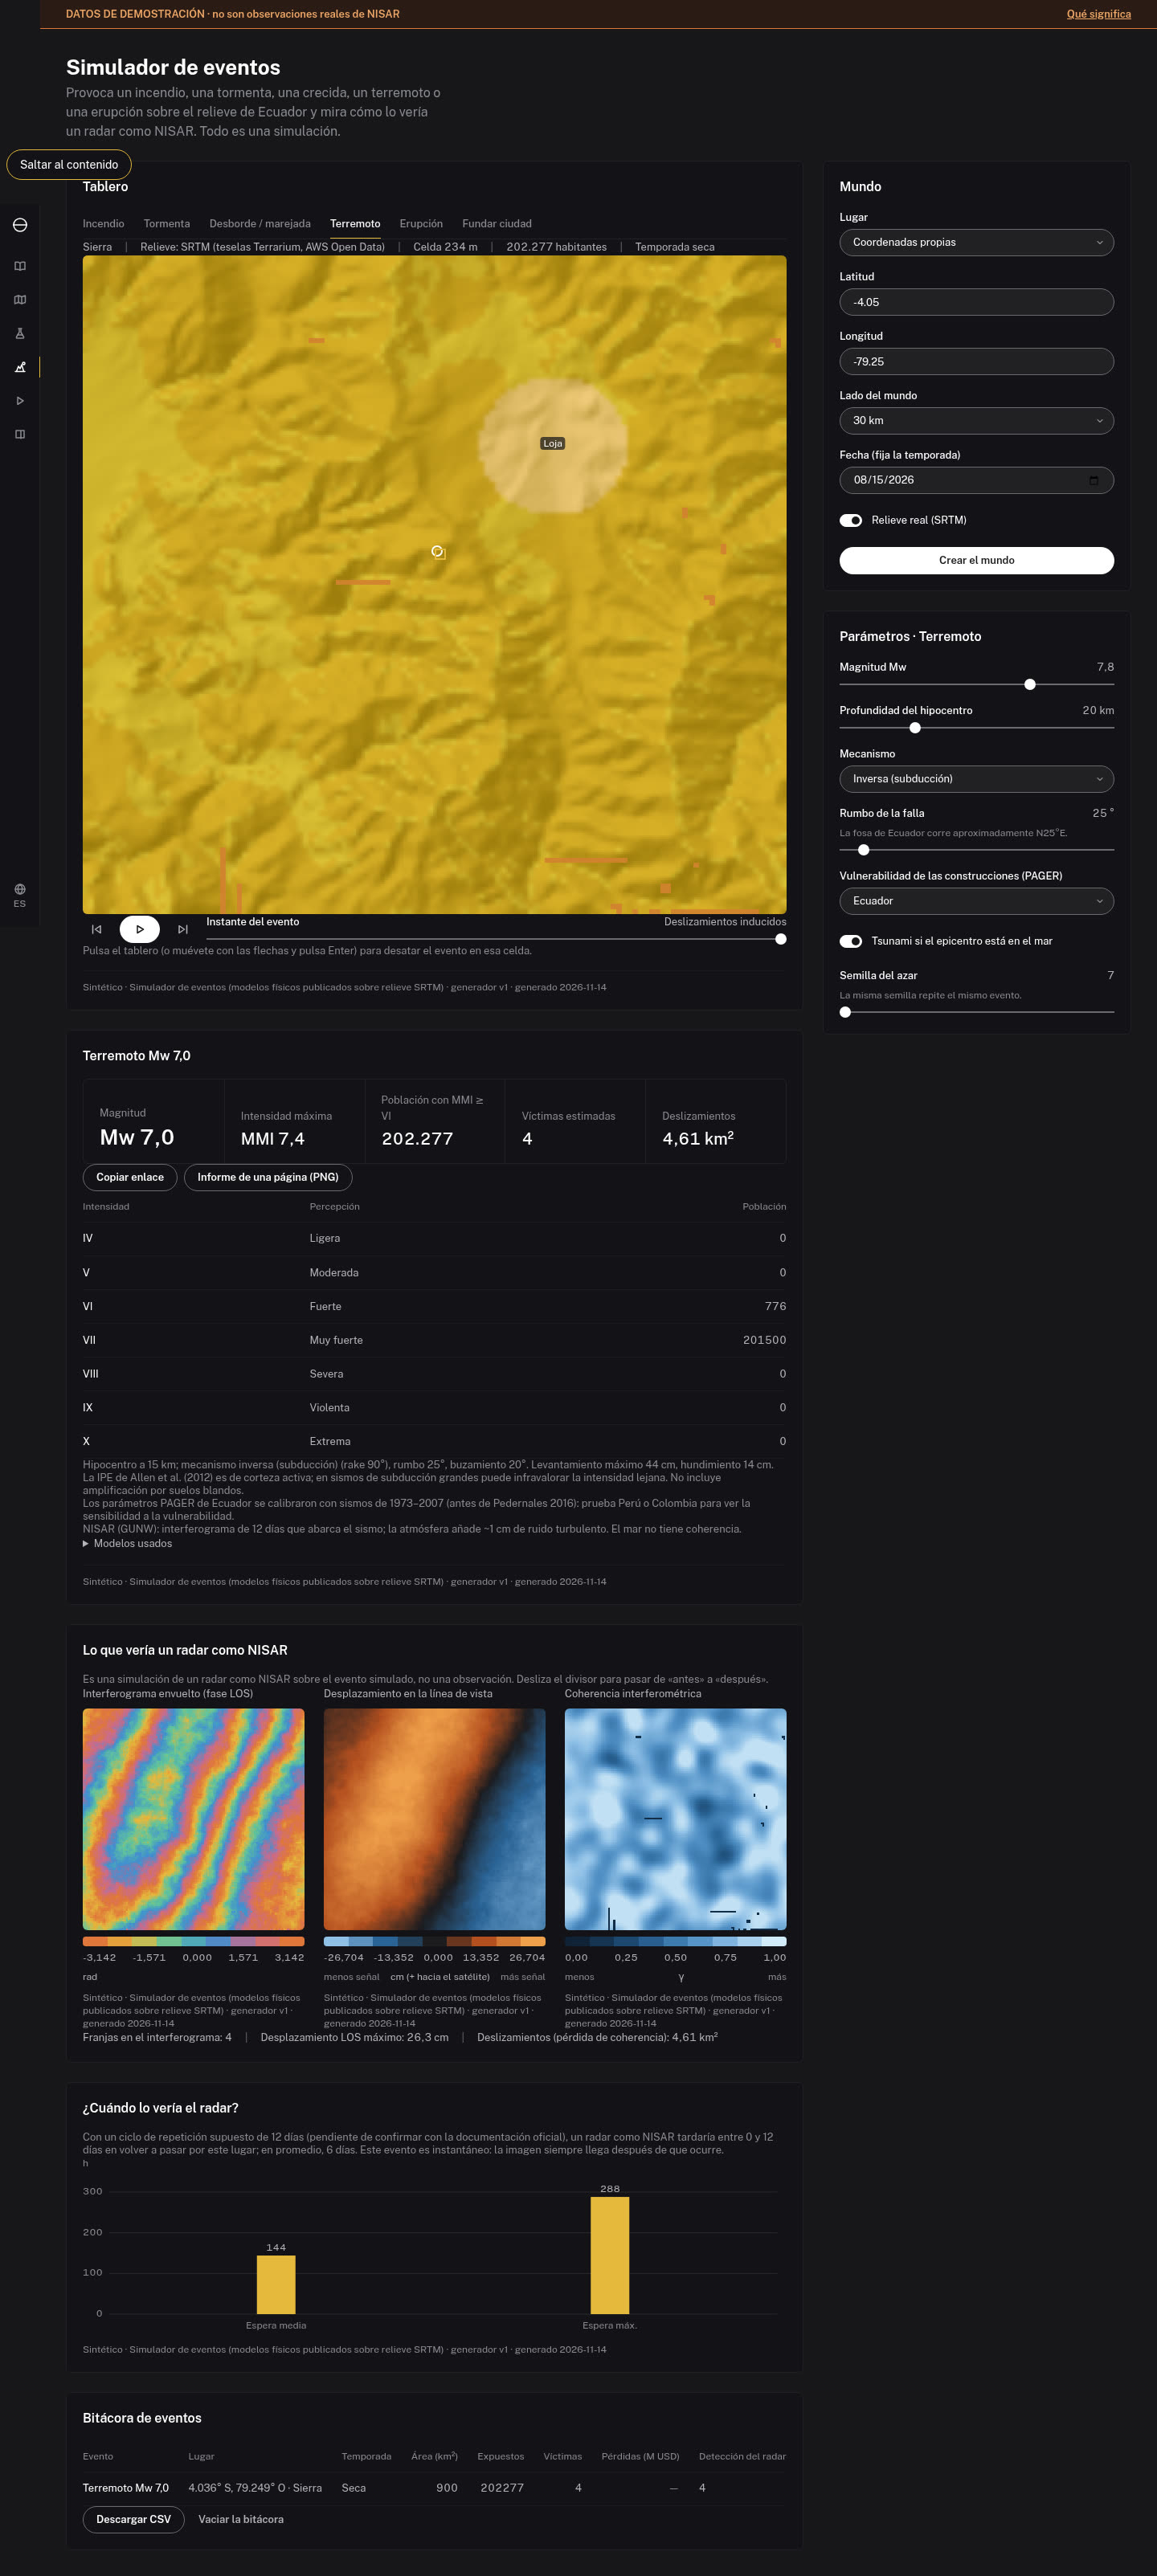 DATOS DE DEMOSTRACIÓN · no son observaciones reales de NISAR
Qué significa
Simulador de eventos
Provoca un incendio, una tormenta, una crecida, un terremoto o
una erupción sobre el relieve de Ecuador y mira cómo lo vería
un radar como NISAR. Todo es una simulación.
Saltar al contenido
ES
Tablero
Incendio Tormenta Desborde / marejada Terremoto Erupción Fundar ciudad
Sierra | Relieve: SRTM (teselas Terrarium, AWS Open Data) | Celda 234 m | 202.277 habitantes | Temporada seca
Loja
Instante del evento Deslizamientos inducidos
Pulsa el tablero (o muévete con las flechas y pulsa Enter) para desatar el evento en esa celda.
Sintético · Simulador de eventos (modelos físicos publicados sobre relieve SRTM) · generador v1 · generado 2026-11-14
Mundo
Lugar
Coordenadas propias
Latitud
-4.05
Longitud
-79.25
Lado del mundo
30 km
Fecha (fija la temporada)
08/15/2026
Relieve real (SRTM)
Crear el mundo
Parámetros · Terremoto
Magnitud Mw 7,8
Profundidad del hipocentro 20 km
Mecanismo
Inversa (subducción)
Rumbo de la falla 25 °
La fosa de Ecuador corre aproximadamente N25°E.
Vulnerabilidad de las construcciones (PAGER)
Ecuador
Tsunami si el epicentro está en el mar
Semilla del azar 7
La misma semilla repite el mismo evento.
Terremoto Mw 7,0
Magnitud
Mw 7,0
Intensidad máxima
MMI 7,4
Población con MMI ≥
VI
202.277
Víctimas estimadas
4
Deslizamientos
4,61 km²
Copiar enlace Informe de una página (PNG)
Intensidad Percepción Población
IV Ligera 0
V Moderada 0
VI Fuerte 776
VII Muy fuerte 201500
VIII Severa 0
IX Violenta 0
X Extrema 0
Hipocentro a 15 km; mecanismo inversa (subducción) (rake 90°), rumbo 25°, buzamiento 20°. Levantamiento máximo 44 cm, hundimiento 14 cm.
La IPE de Allen et al. (2012) es de corteza activa; en sismos de subducción grandes puede infravalorar la intensidad lejana. No incluye
amplificación por suelos blandos.
Los parámetros PAGER de Ecuador se calibraron con sismos de 1973–2007 (antes de Pedernales 2016): prueba Perú o Colombia para ver la
sensibilidad a la vulnerabilidad.
NISAR (GUNW): interferograma de 12 días que abarca el sismo; la atmósfera añade ~1 cm de ruido turbulento. El mar no tiene coherencia.
Modelos usados
Sintético · Simulador de eventos (modelos físicos publicados sobre relieve SRTM) · generador v1 · generado 2026-11-14
Lo que vería un radar como NISAR
Es una simulación de un radar como NISAR sobre el evento simulado, no una observación. Desliza el divisor para pasar de «antes» a «después».
Interferograma envuelto (fase LOS)
-3,142 -1,571 0,000 1,571 3,142
rad
Sintético · Simulador de eventos (modelos físicos
publicados sobre relieve SRTM) · generador v1 ·
generado 2026-11-14
Desplazamiento en la línea de vista
-26,704 -13,352 0,000 13,352 26,704
menos señal cm (+ hacia el satélite) más señal
Sintético · Simulador de eventos (modelos físicos
publicados sobre relieve SRTM) · generador v1 ·
generado 2026-11-14
Coherencia interferométrica
0,00 0,25 0,50 0,75 1,00
menos γ más
Sintético · Simulador de eventos (modelos físicos
publicados sobre relieve SRTM) · generador v1 ·
generado 2026-11-14
Franjas en el interferograma: 4 | Desplazamiento LOS máximo: 26,3 cm | Deslizamientos (pérdida de coherencia): 4,61 km²
¿Cuándo lo vería el radar?
Con un ciclo de repetición supuesto de 12 días (pendiente de confirmar con la documentación oficial), un radar como NISAR tardaría entre 0 y 12
días en volver a pasar por este lugar; en promedio, 6 días. Este evento es instantáneo: la imagen siempre llega después de que ocurre.
h
300
200
100
0
144
288
Espera media Espera máx.
Sintético · Simulador de eventos (modelos físicos publicados sobre relieve SRTM) · generador v1 · generado 2026-11-14
Bitácora de eventos
Evento Lugar Temporada Área (km²) Expuestos Víctimas Pérdidas (M USD) Detección del radar
Terremoto Mw 7,0 4.036° S, 79.249° O · Sierra Seca 900 202277 4 — 4
Descargar CSV Vaciar la bitácora